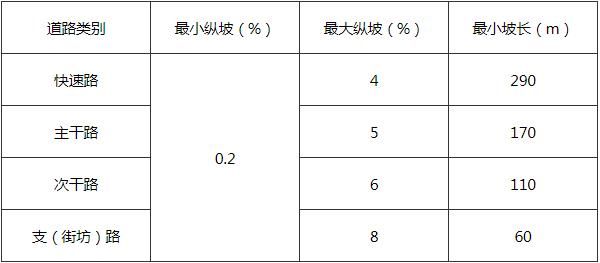 道路类别 最小纵坡（%） 最大纵坡（%） 最小坡长（m）
快速路 4 290
主干路 5 170
0.2
次干路 6 110
支（街坊）路 8 60